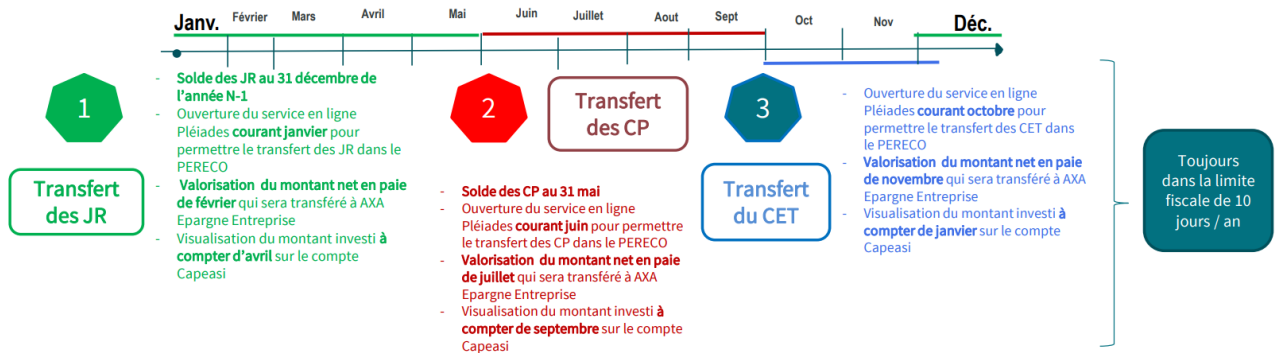 Janv.
Février
Mars
Avril
Mai
Juin
Juillet
Aout
Sept
Oct
Nov
Déc.
1
Transfert
des JR
- Solde des JR au 31 décembre de
l'année N-1
- Ouverture du service en ligne
Pléiades courant janvier pour
permettre le transfert des JR dans le
PERECO
- Valorisation du montant net en paie
de février qui sera transféré à AXA
Epargne Entreprise
- Visualisation du montant investi à
compter d'avril sur le compte
Capeasi
2
Transfert
des CP
- Solde des CP au 31 mai
- Ouverture du service en ligne
Pléiades courant juin pour permettre
le transfert des CP dans le PERECO
- Valorisation du montant net en paie
de juillet qui sera transféré à AXA
Epargne Entreprise
- Visualisation du montant investi à
compter de septembre sur le compte
Capeasi
3
Transfert
du CET
- Ouverture du service en ligne
Pléiades courant octobre pour
permettre le transfert des CET dans
le PERECO
- Valorisation du montant net en paie
de novembre qui sera transféré à AXA
Epargne Entreprise
- Visualisation du montant investi à
compter de janvier sur le compte
Capeasi
Toujours
dans la limite
fiscale de 10
jours / an